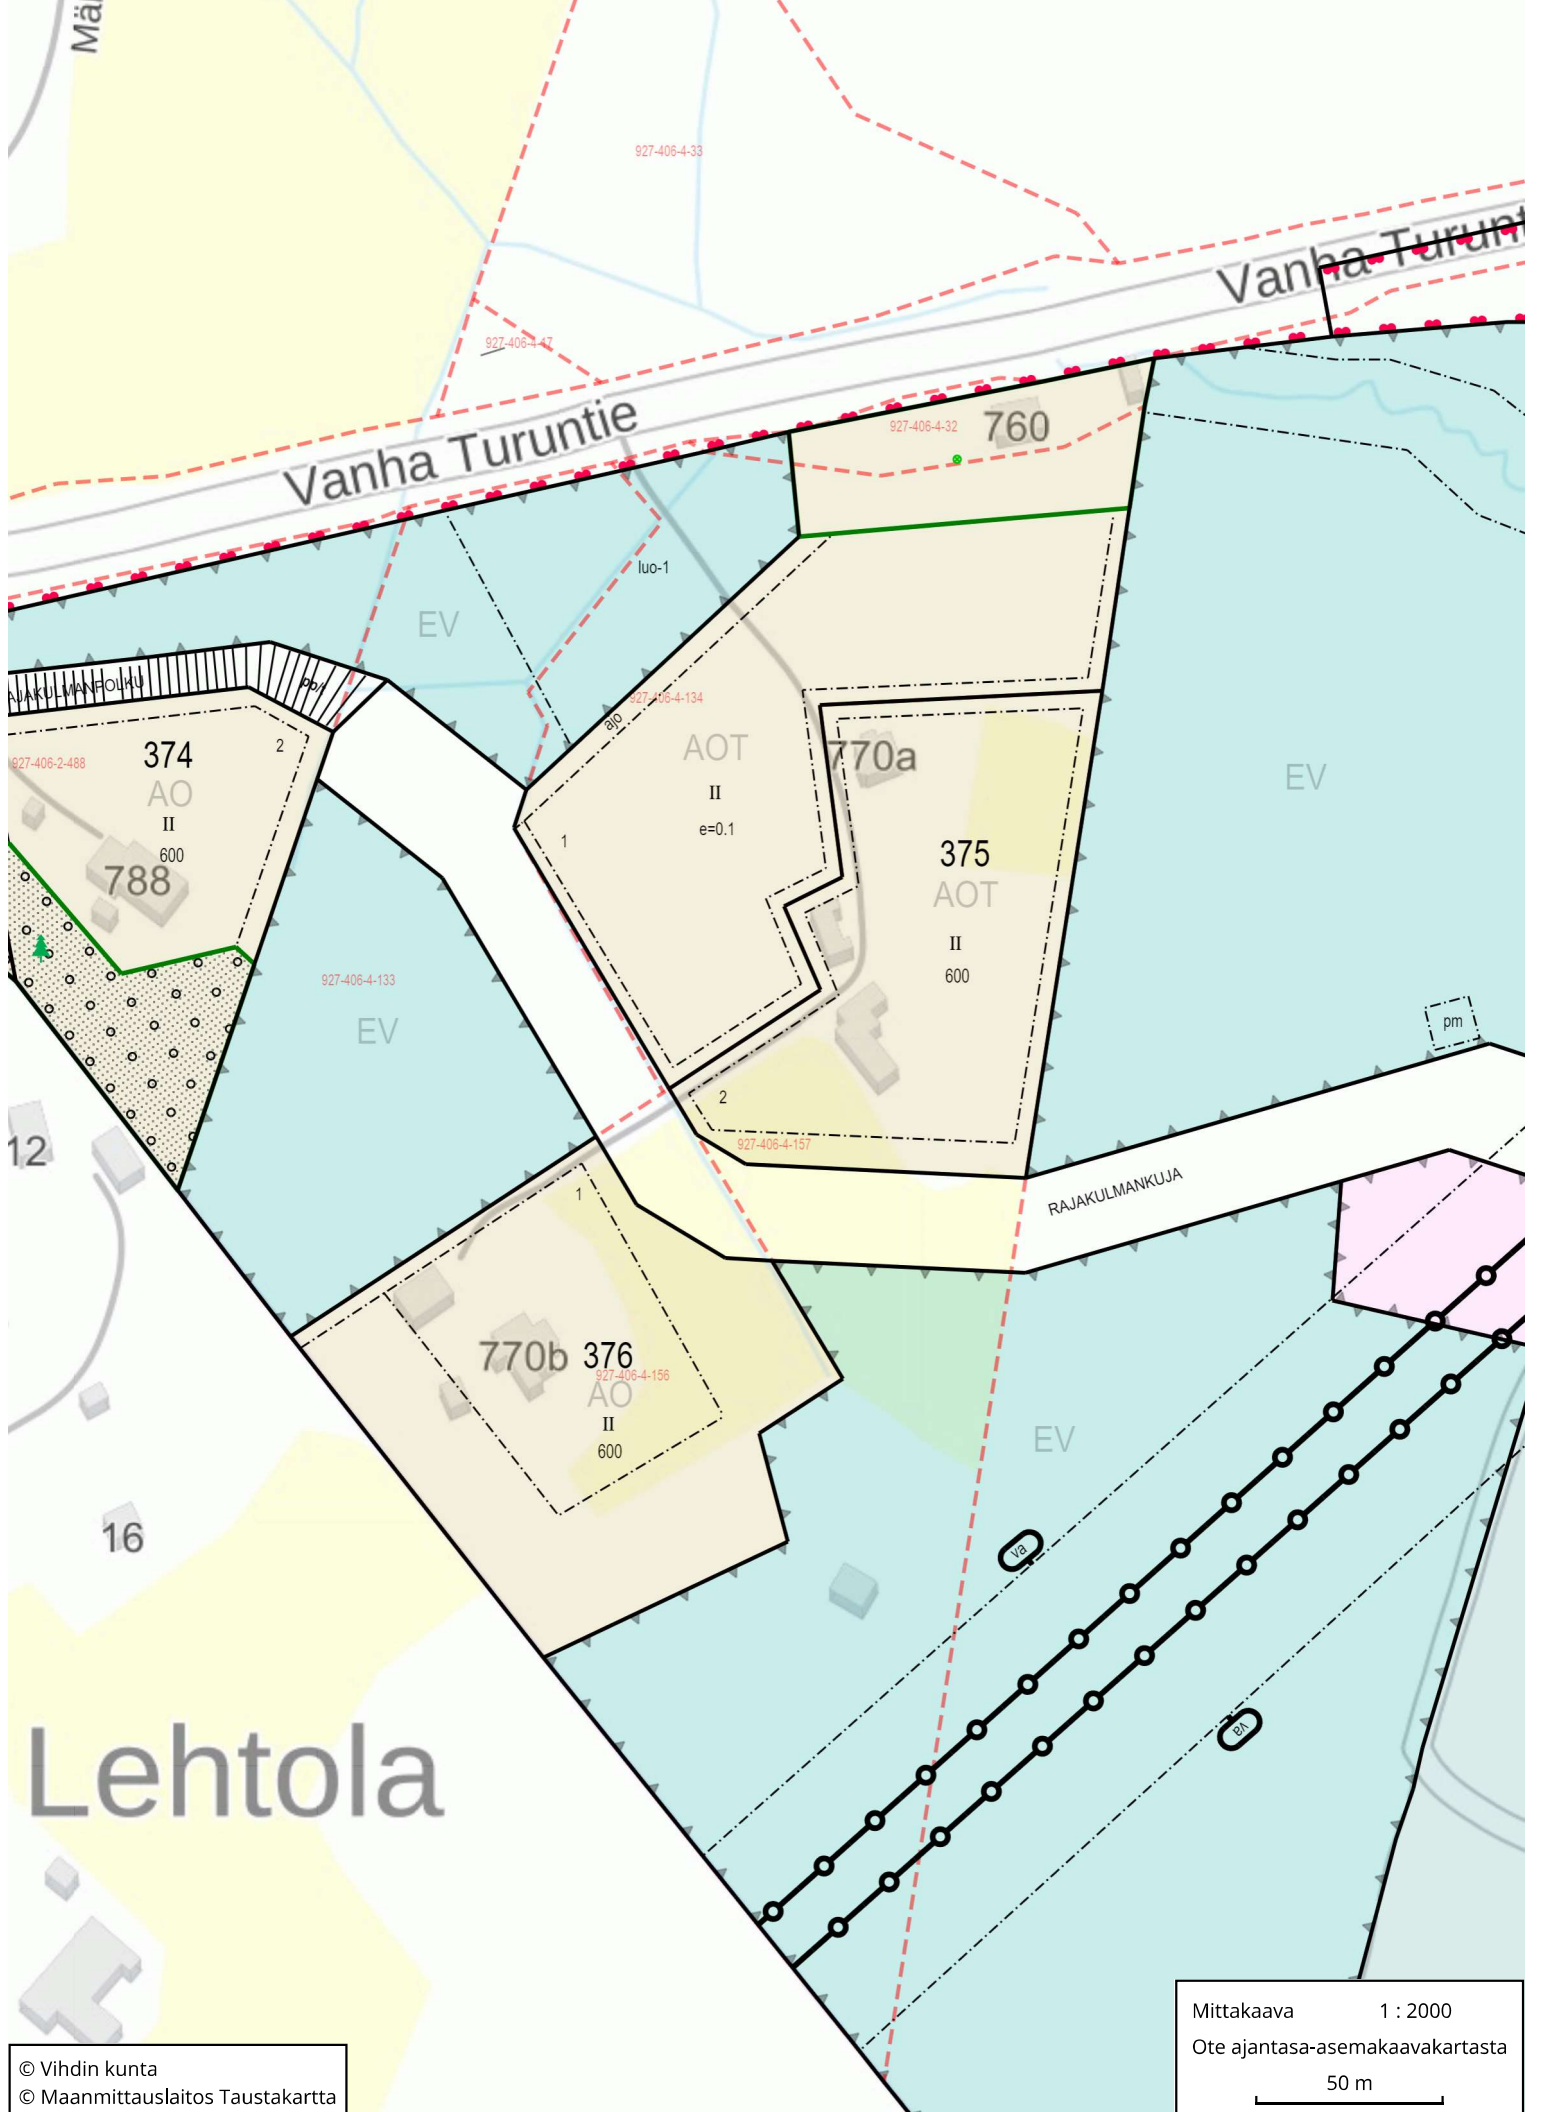 Mä
927-406-4-33
Vanha Turunt
927-406-4-17
Vanha Turuntie
927-406-4-32
760
luo-1
EV
RAJAKULMANPOLKU
pp/t
927-406-4-134
ajo
374
2
927-406-2-488
AO
II
600
788
AOT
II
e=0.1
1
770a
EV
375
AOT
II
600
927-406-4-133
EV
pm
2
927-406-4-157
12
1
RAJAKULMANKUJA
770b
376
927-406-4-156
AO
II
600
EV
16
va
va
Lehtola
Mittakaava 1 : 2000
Ote ajantasa-asemakaavakartasta
50 m
© Vihdin kunta
© Maanmittauslaitos Taustakartta